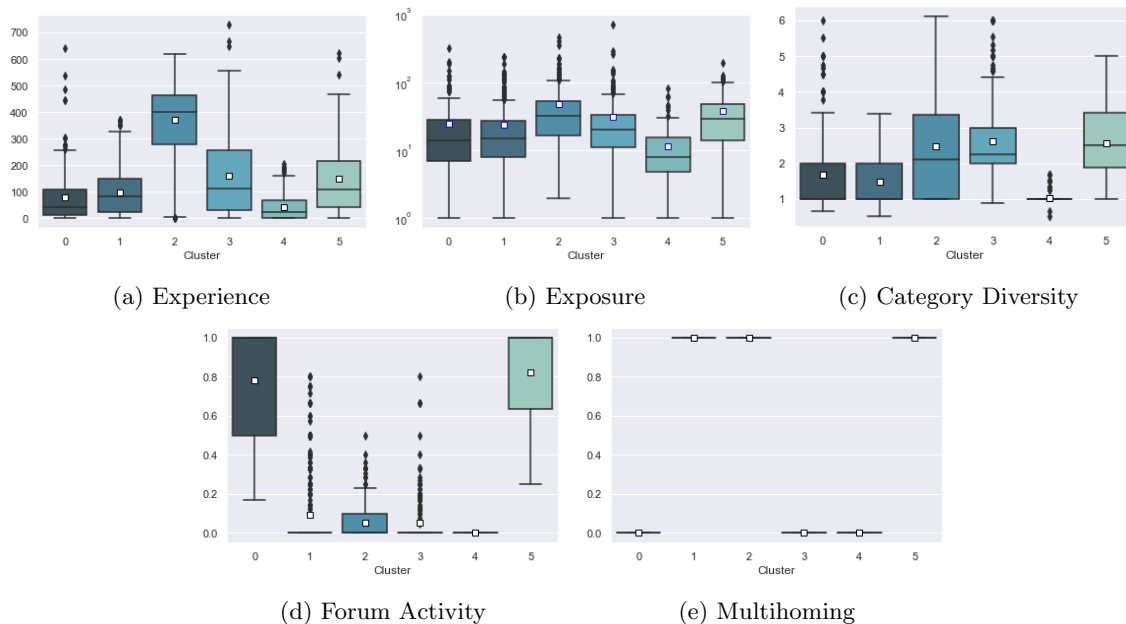 700
600
500
400
300
200
100
0
0 1 2 3 4 5
Cluster
(a) Experience
10³
10²
10¹
10⁰
0 1 2 3 4 5
Cluster
(b) Exposure
6
5
4
3
2
1
0 1 2 3 4 5
Cluster
(c) Category Diversity
1.0
0.8
0.6
0.4
0.2
0.0
0 1 2 3 4 5
Cluster
(d) Forum Activity
1.0
0.8
0.6
0.4
0.2
0.0
0 1 2 3 4 5
Cluster
(e) Multihoming